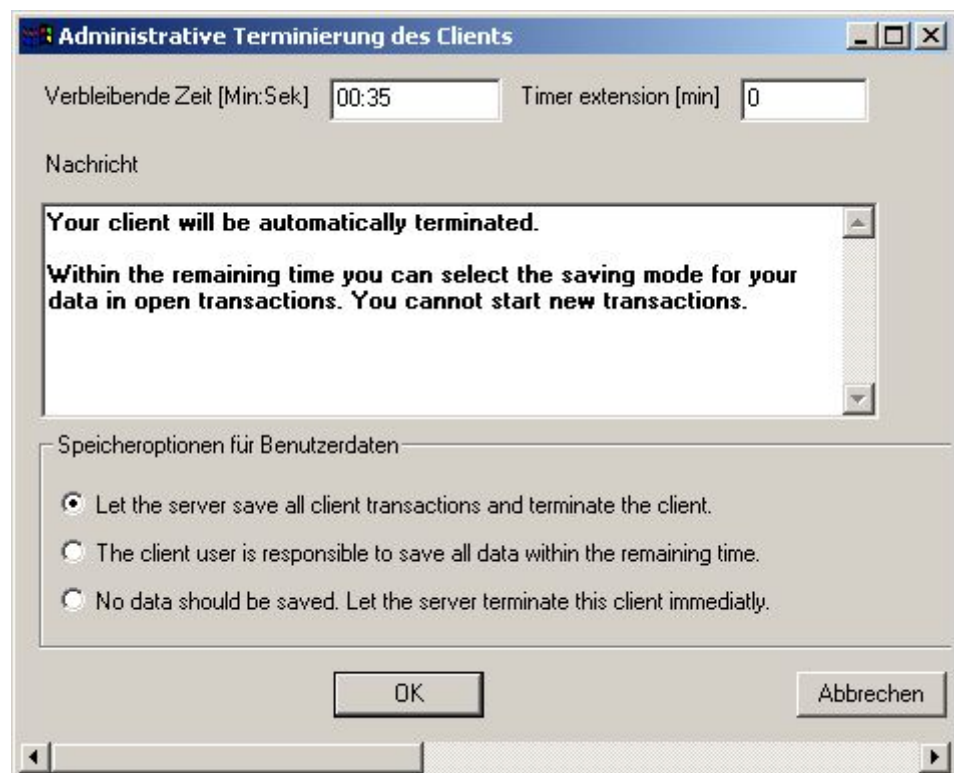 Administrative Terminierung des Clients
Verbleibende Zeit [Min:Sek] 00:35 Timer extension [min] 0
Nachricht
Your client will be automatically terminated.
Within the remaining time you can select the saving mode for your
data in open transactions. You cannot start new transactions.
Speicheroptionen für Benutzerdaten
Let the server save all client transactions and terminate the client.
The client user is responsible to save all data within the remaining time.
No data should be saved. Let the server terminate this client immediatly.
OK Abbrechen